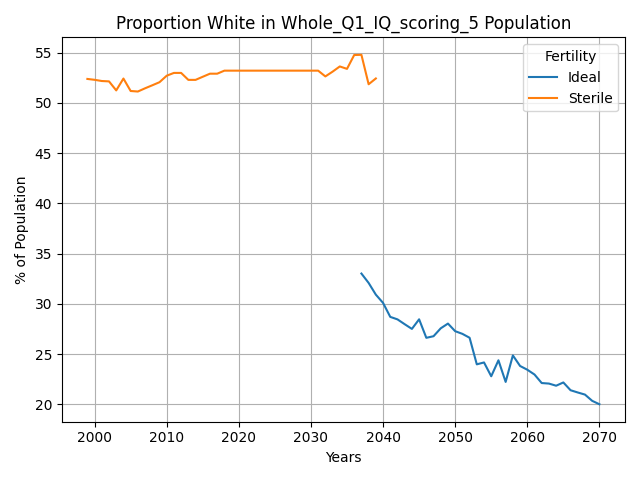 Proportion White in Whole_Q1_IQ_scoring_5 Population
Fertility
Ideal
Sterile
% of Population
55
50
45
40
35
30
25
20
2000 2010 2020 2030 2040 2050 2060 2070
Years